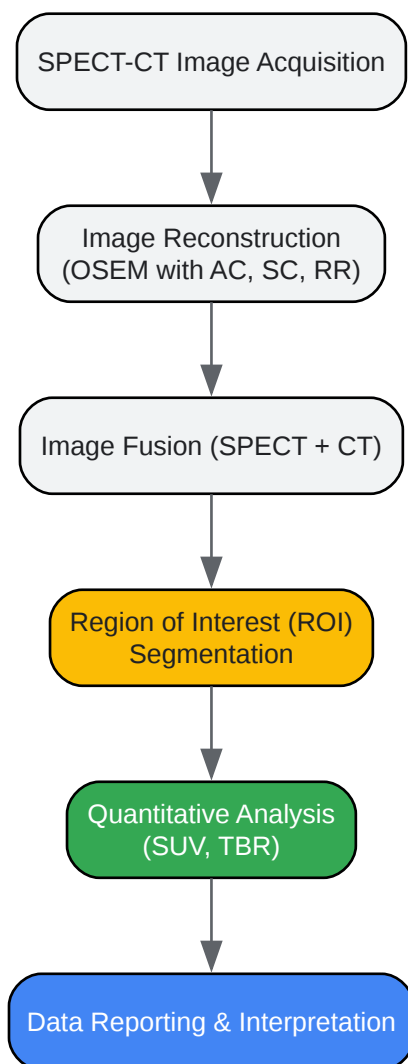 SPECT-CT Image Acquisition
Image Reconstruction
(OSEM with AC, SC, RR)
Image Fusion (SPECT + CT)
Region of Interest (ROI)
Segmentation
Quantitative Analysis
(SUV, TBR)
Data Reporting & Interpretation